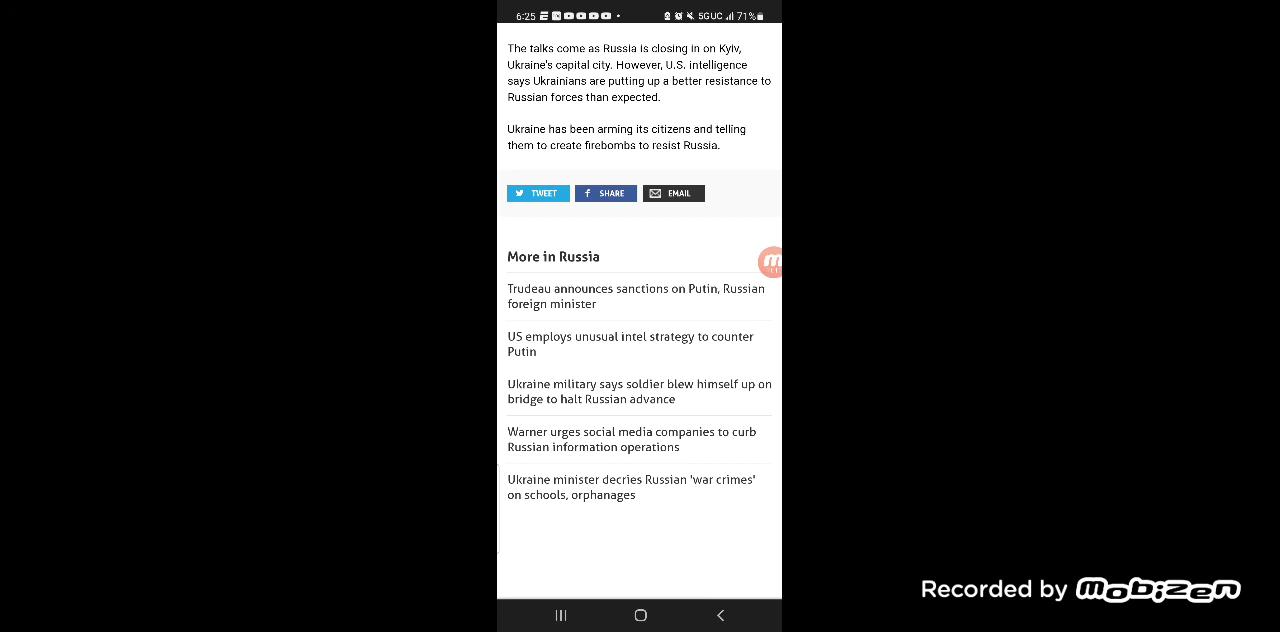 6:25 5GUC 71%
The talks come as Russia is closing in on Kyiv,
Ukraine's capital city. However, U.S. intelligence
says Ukrainians are putting up a better resistance to
Russian forces than expected.
Ukraine has been arming its citizens and telling
them to create firebombs to resist Russia.
TWEET SHARE EMAIL
More in Russia
Trudeau announces sanctions on Putin, Russian
foreign minister
US employs unusual intel strategy to counter
Putin
Ukraine military says soldier blew himself up on
bridge to halt Russian advance
Warner urges social media companies to curb
Russian information operations
Ukraine minister decries Russian 'war crimes'
on schools, orphanages
Recorded by mobizen